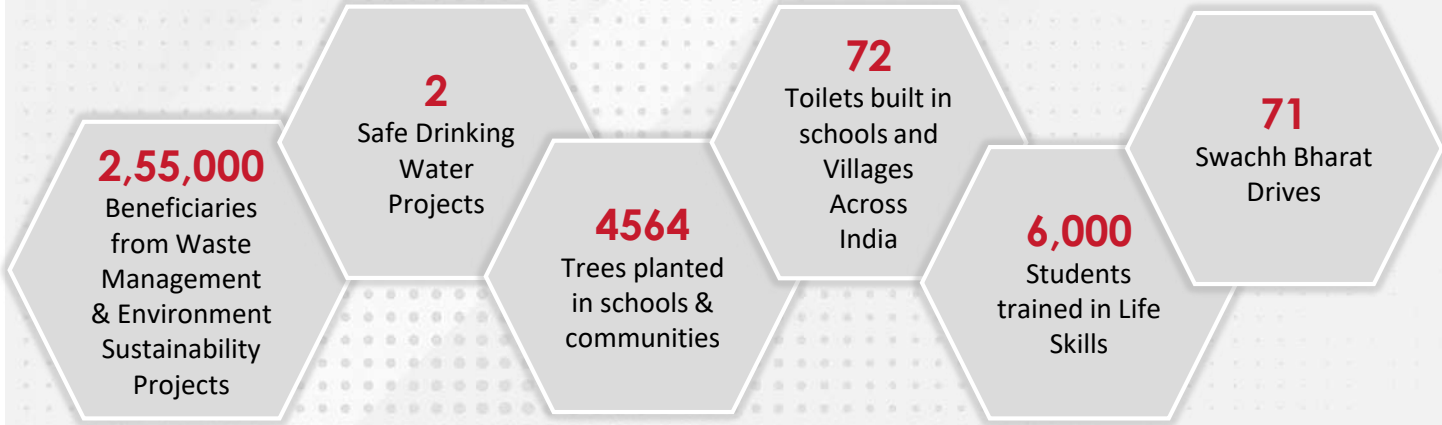 2,55,000
Beneficiaries
from Waste
Management
& Environment
Sustainability
Projects
2
Safe Drinking
Water
Projects
4564
Trees planted
in schools &
communities
72
Toilets built in
schools and
Villages
Across
India
6,000
Students
trained in Life
Skills
71
Swachh Bharat
Drives